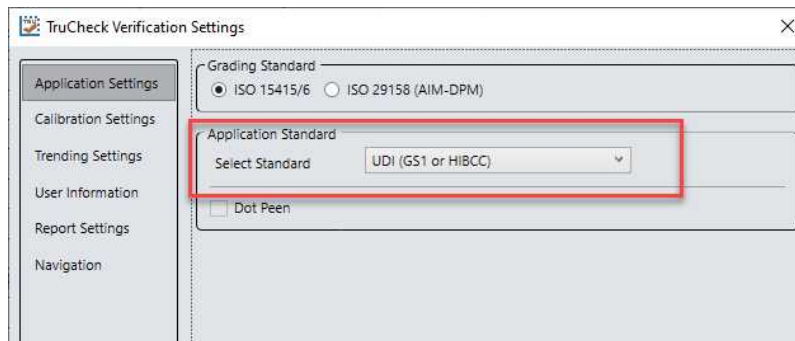 TruCheck Verification Settings
Application Settings
Calibration Settings
Trending Settings
User Information
Report Settings
Navigation
Grading Standard
ISO 15415/6 ISO 29158 (AIM-DPM)
Application Standard
Select Standard UDI (GS1 or HIBCC)
Dot Peen